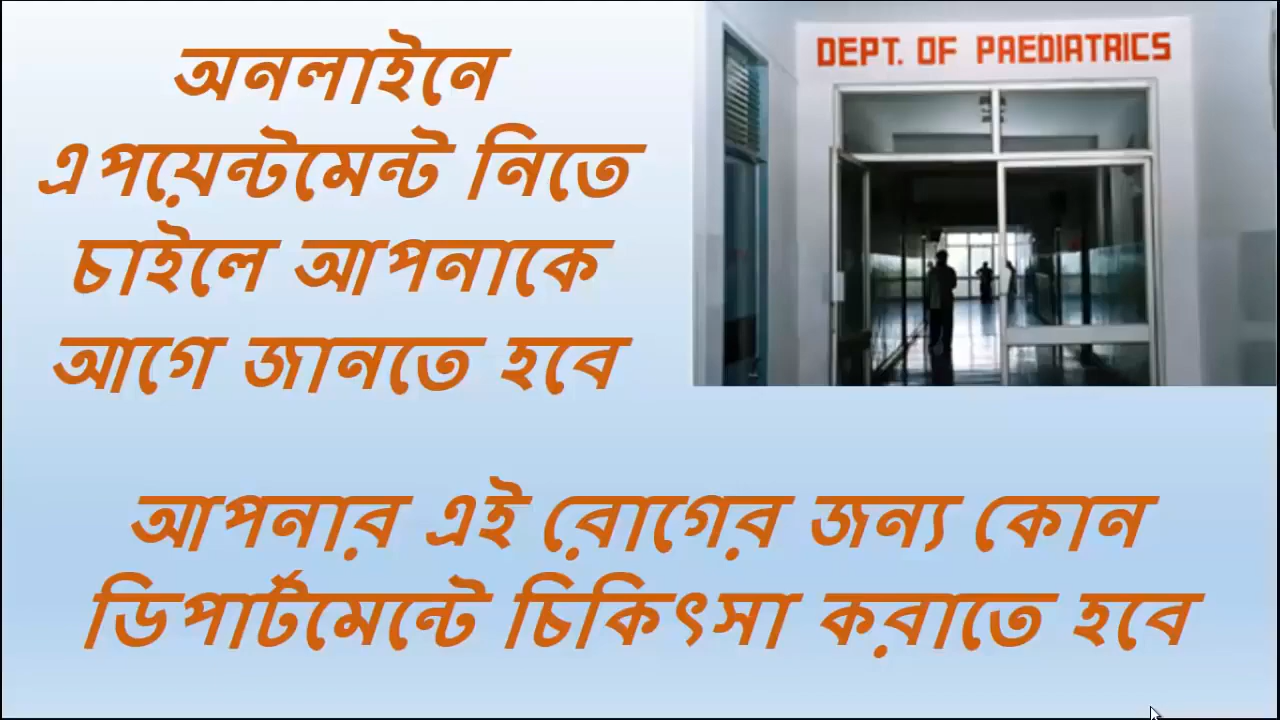 অনলাইনে
এপয়েন্টমেন্ট নিতে
চাইলে আপনাকে
আগে জানতে হবে
DEPT. OF PAEDIATRICS
আপনার এই রোগের জন্য কোন
ডিপার্টমেন্টে চিকিৎসা করাতে হবে